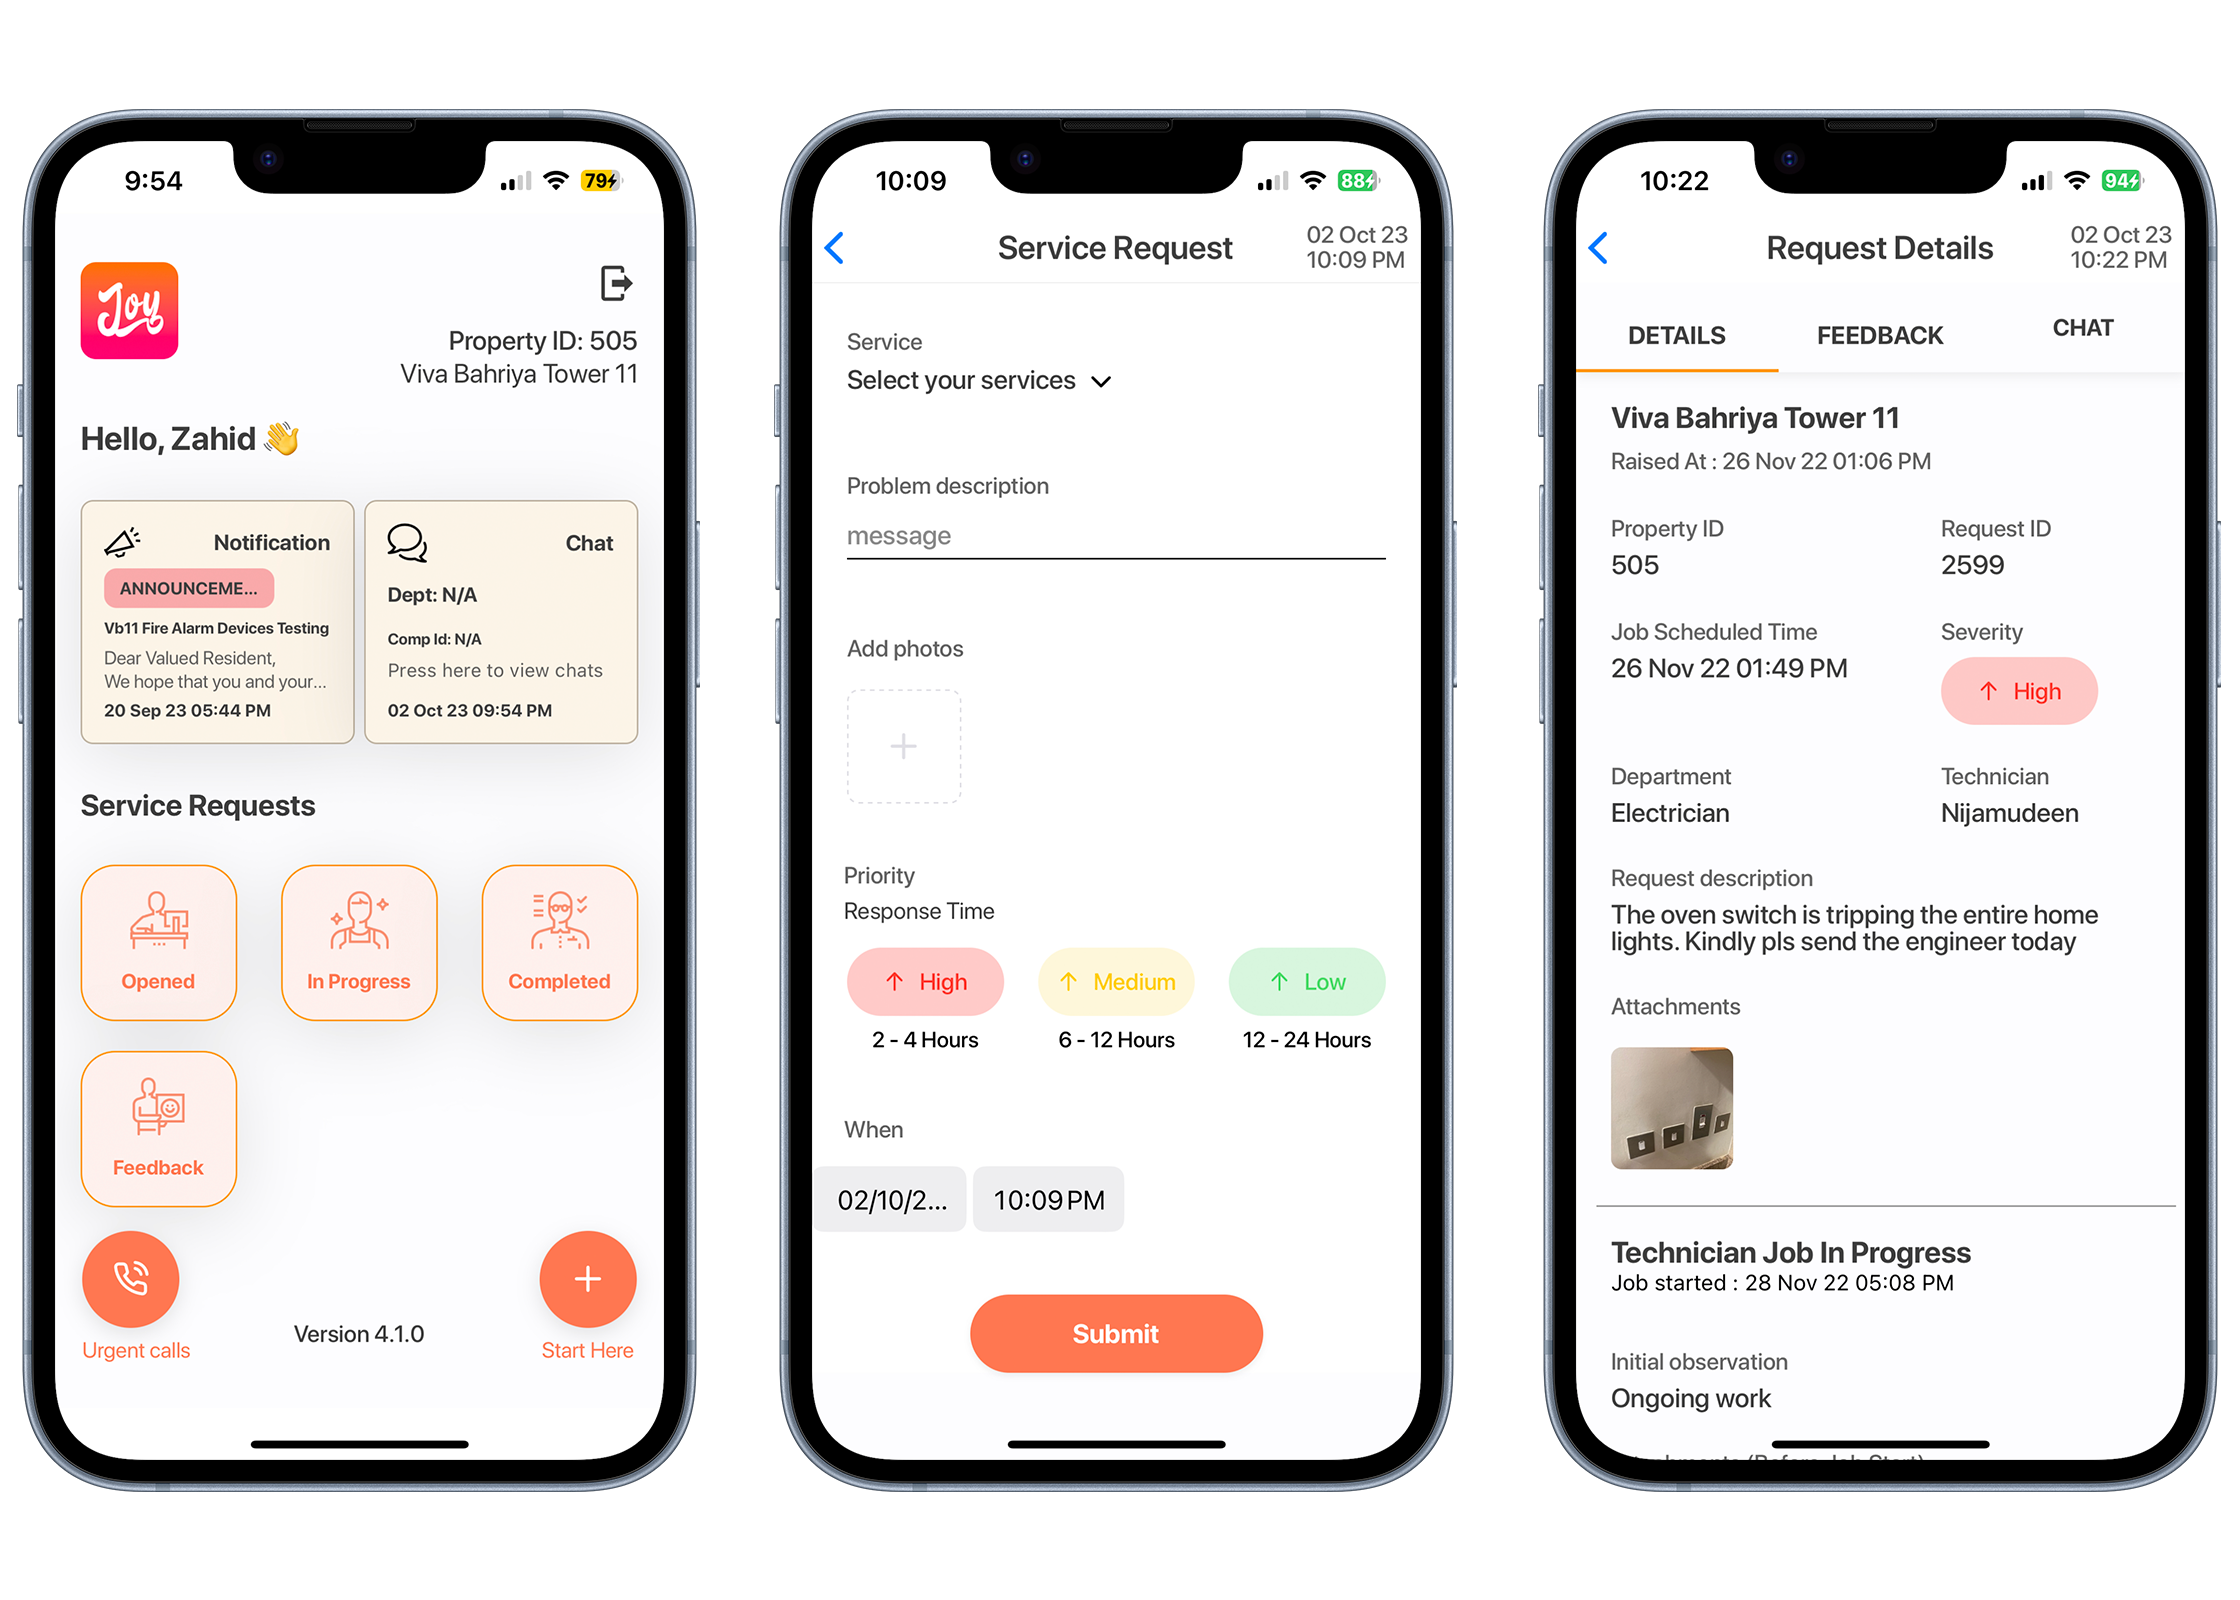 9:54
79
Joy
Property ID: 505
Viva Bahriya Tower 11
Hello, Zahid
Notification
ANNOUNCEME...
Vb11 Fire Alarm Devices Testing
Dear Valued Resident,
We hope that you and your...
20 Sep 23 05:44 PM
Chat
Dept: N/A
Comp Id: N/A
Press here to view chats
02 Oct 23 09:54 PM
Service Requests
Opened
In Progress
Completed
Feedback
Urgent calls
Version 4.1.0
Start Here
10:09
88
Service Request
02 Oct 23
10:09 PM
Service
Select your services
Problem description
message
Add photos
Priority
Response Time
High
Medium
Low
2 - 4 Hours
6 - 12 Hours
12 - 24 Hours
When
02/10/2...
10:09 PM
Submit
10:22
94
Request Details
02 Oct 23
10:22 PM
DETAILS
FEEDBACK
CHAT
Viva Bahriya Tower 11
Raised At : 26 Nov 22 01:06 PM
Property ID
Request ID
505
2599
Job Scheduled Time
Severity
26 Nov 22 01:49 PM
High
Department
Technician
Electrician
Nijamudeen
Request description
The oven switch is tripping the entire home
lights. Kindly pls send the engineer today
Attachments
Technician Job In Progress
Job started : 28 Nov 22 05:08 PM
Initial observation
Ongoing work
(Before Job Start)